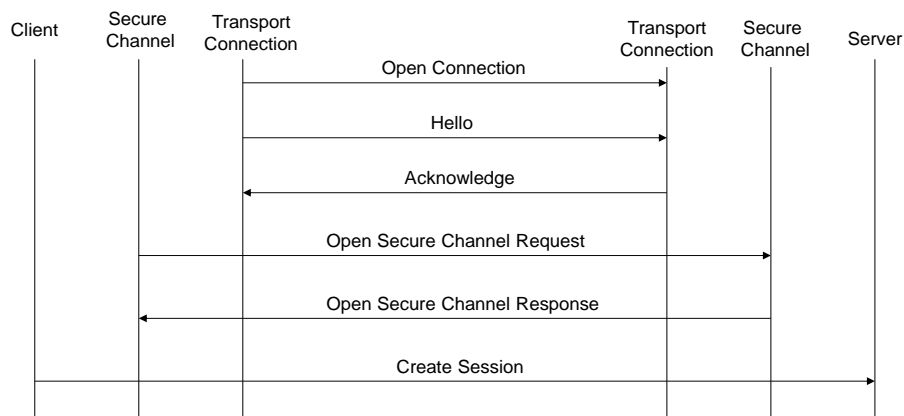 Client
Secure
Channel
Transport
Connection
Transport
Connection
Secure
Channel
Server
Open Connection
Hello
Acknowledge
Open Secure Channel Request
Open Secure Channel Response
Create Session